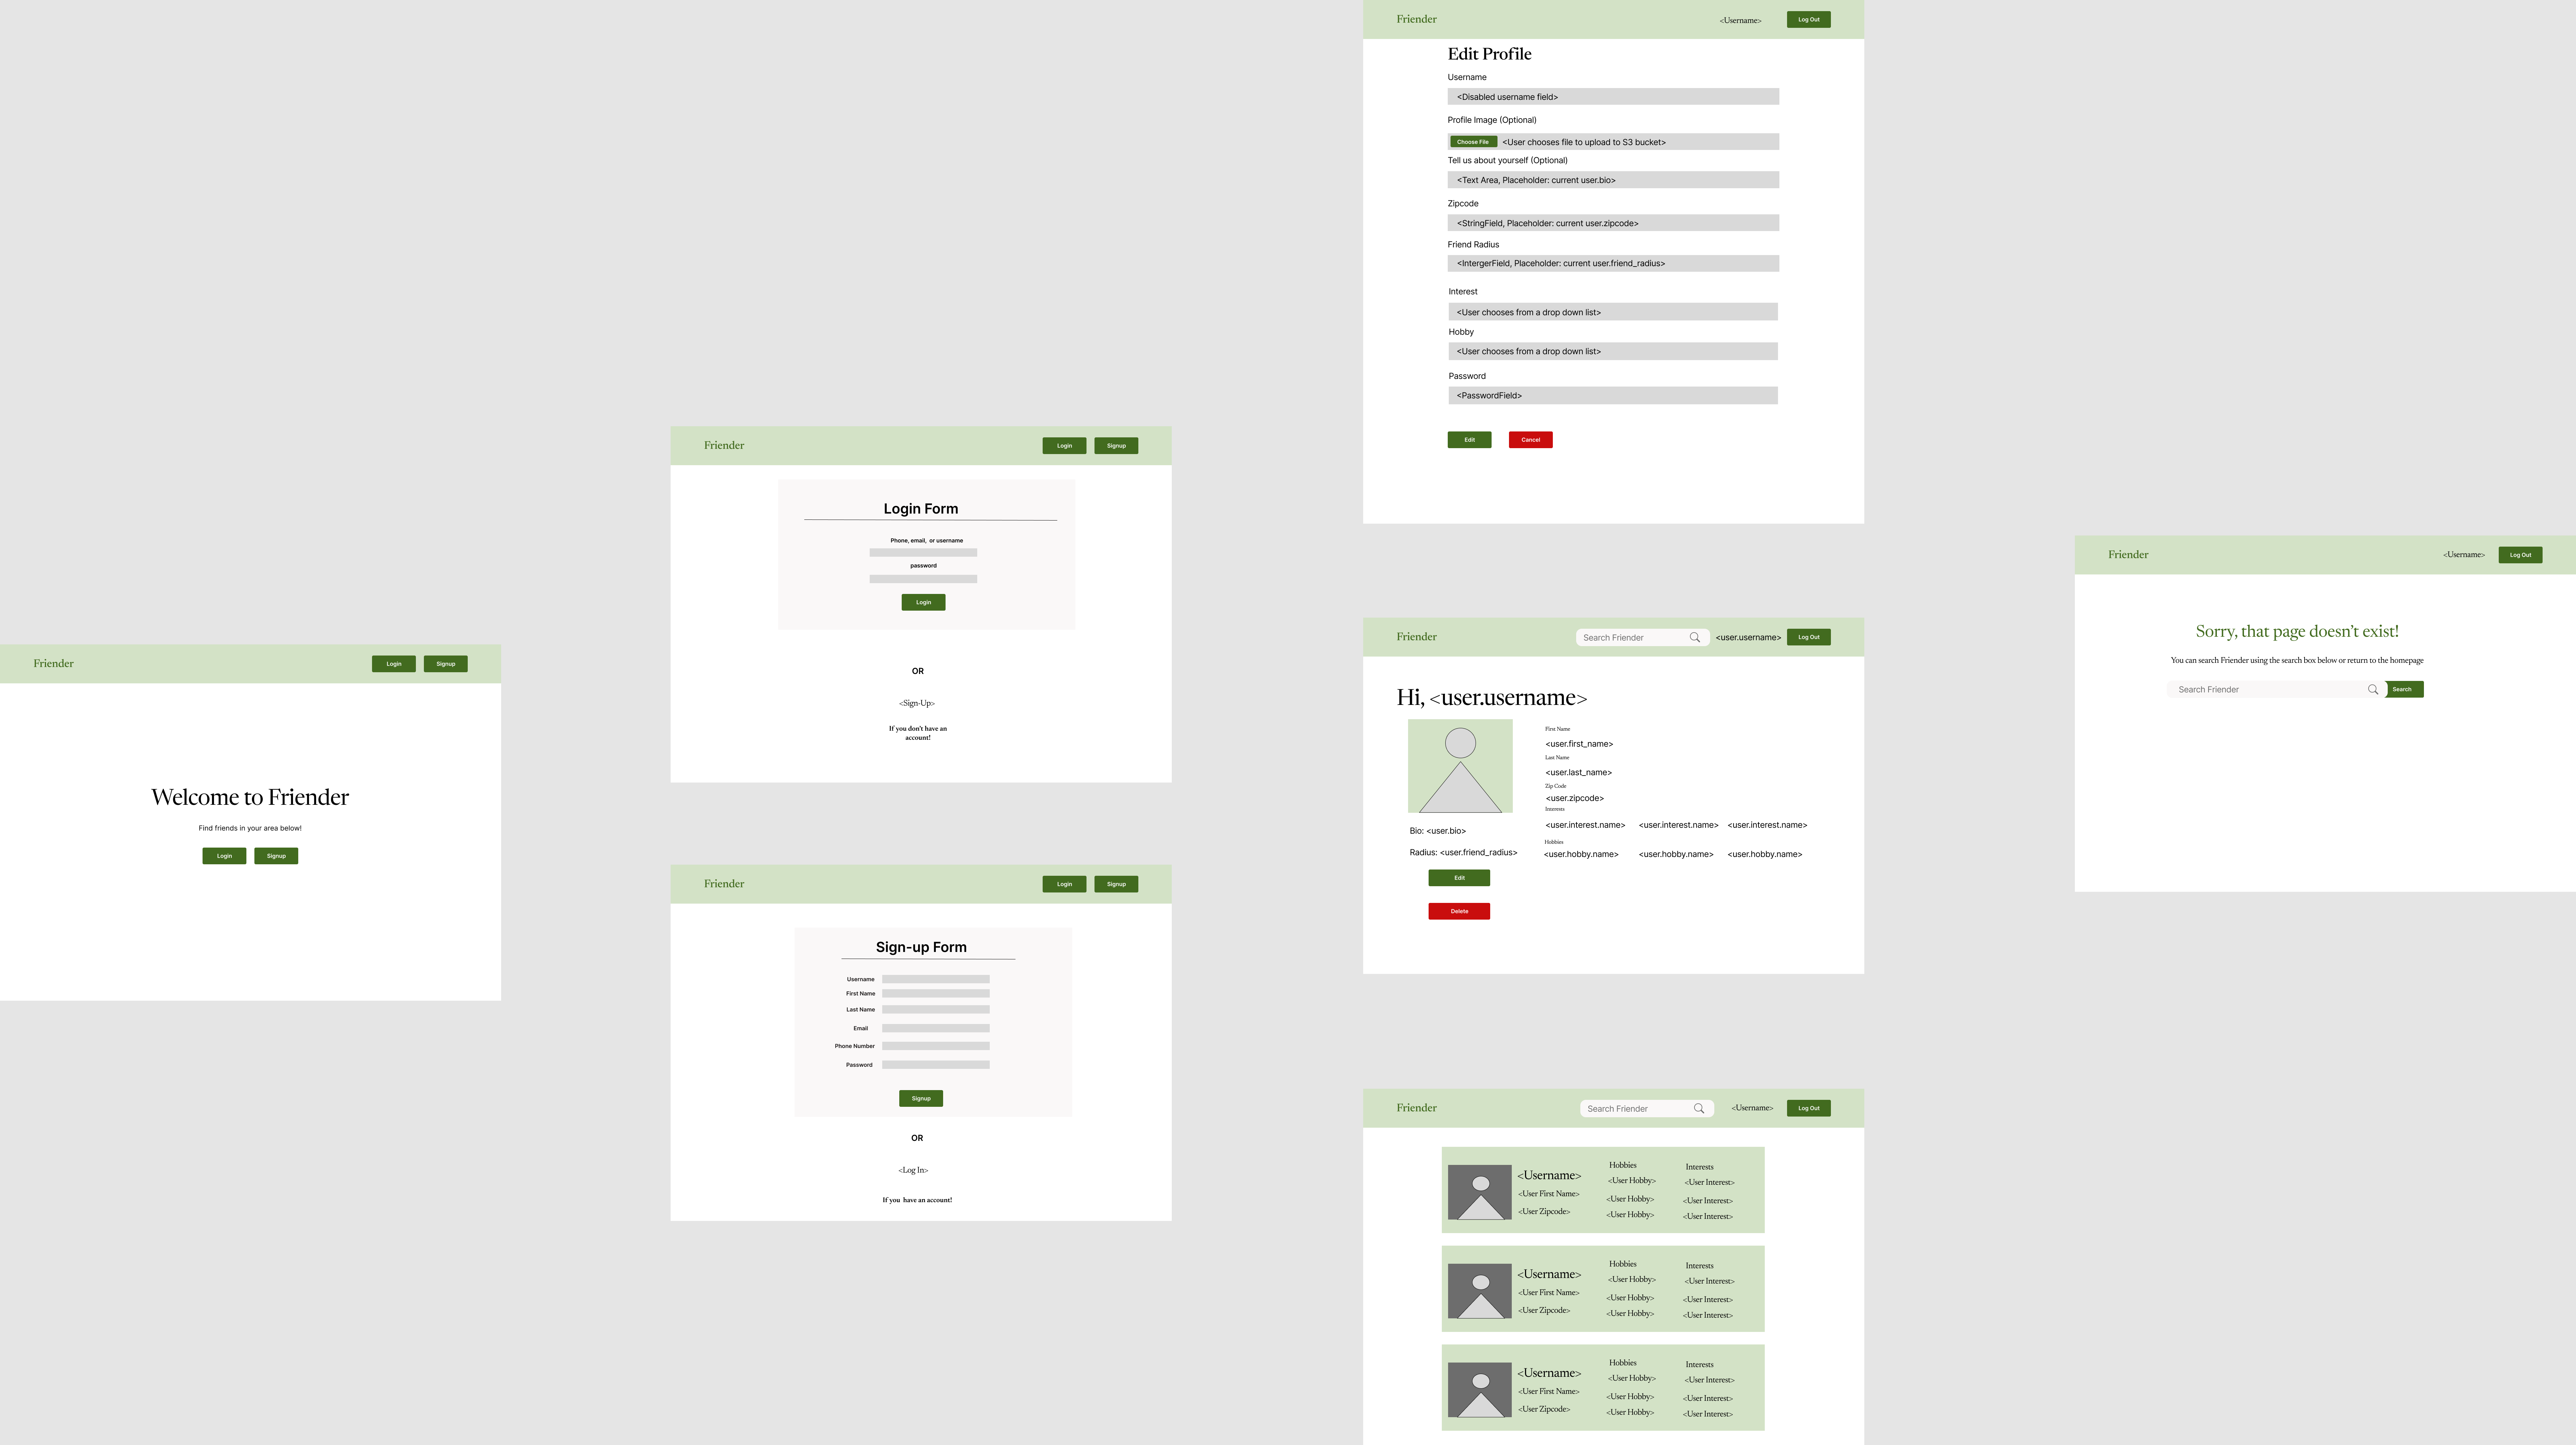 Friender
Login Signup
Welcome to Friender
Find friends in your area below!
Login Signup
Friender
Login Signup
Login Form
Phone, email, or username
password
Login
OR
<Sign-Up>
If you don't have an
account!
Friender
Login Signup
Sign-up Form
Username
First Name
Last Name
Email
Phone Number
Password
Signup
OR
<Log In>
If you have an account!
Friender
<Username> Log Out
Edit Profile
Username
<Disabled username field>
Profile Image (Optional)
Choose File <User chooses file to upload to S3 bucket>
Tell us about yourself (Optional)
<Text Area, Placeholder: current user.bio>
Zipcode
<StringField, Placeholder: current user.zipcode>
Friend Radius
<IntergerField, Placeholder: current user.friend_radius>
Interest
<User chooses from a drop down list>
Hobby
<User chooses from a drop down list>
Password
<PasswordField>
Edit Cancel
Friender
Search Friender <user.username> Log Out
Hi, <user.username>
First Name
<user.first_name>
Last Name
<user.last_name>
Zip Code
<user.zipcode>
Interests
<user.interest.name> <user.interest.name> <user.interest.name>
Hobbies
<user.hobby.name> <user.hobby.name> <user.hobby.name>
Bio: <user.bio>
Radius: <user.friend_radius>
Edit
Delete
Friender
Search Friender <Username> Log Out
<Username>
<User First Name>
<User Zipcode>
Hobbies
<User Hobby>
<User Hobby>
<User Hobby>
Interests
<User Interest>
<User Interest>
<User Interest>
<Username>
<User First Name>
<User Zipcode>
Hobbies
<User Hobby>
<User Hobby>
<User Hobby>
Interests
<User Interest>
<User Interest>
<User Interest>
<Username>
<User First Name>
<User Zipcode>
Hobbies
<User Hobby>
<User Hobby>
<User Hobby>
Interests
<User Interest>
<User Interest>
<User Interest>
Friender
<Username> Log Out
Sorry, that page doesn't exist!
You can search Friender using the search box below or return to the homepage
Search Friender Search